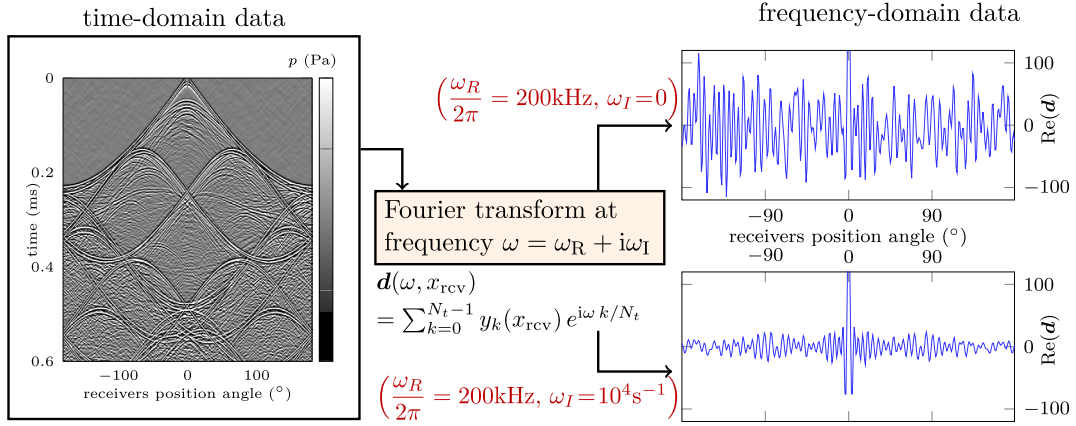 time-domain data
frequency-domain data
p (Pa)
0
0.2
0.4
0.6
time (ms)
−100 0 100
receivers position angle (°)
(ω_R/2π = 200kHz, ω_I=0)
Fourier transform at
frequency ω = ω_R + iω_I
d(ω, x_rcv)
= ∑_{k=0}^{N_t−1} y_k(x_rcv) e^{iω k/N_t}
(ω_R/2π = 200kHz, ω_I=10^4 s^−1)
100
0
−100
Re(d)
−90 0 90
receivers position angle (°)
−90 0 90
100
0
−100
Re(d)